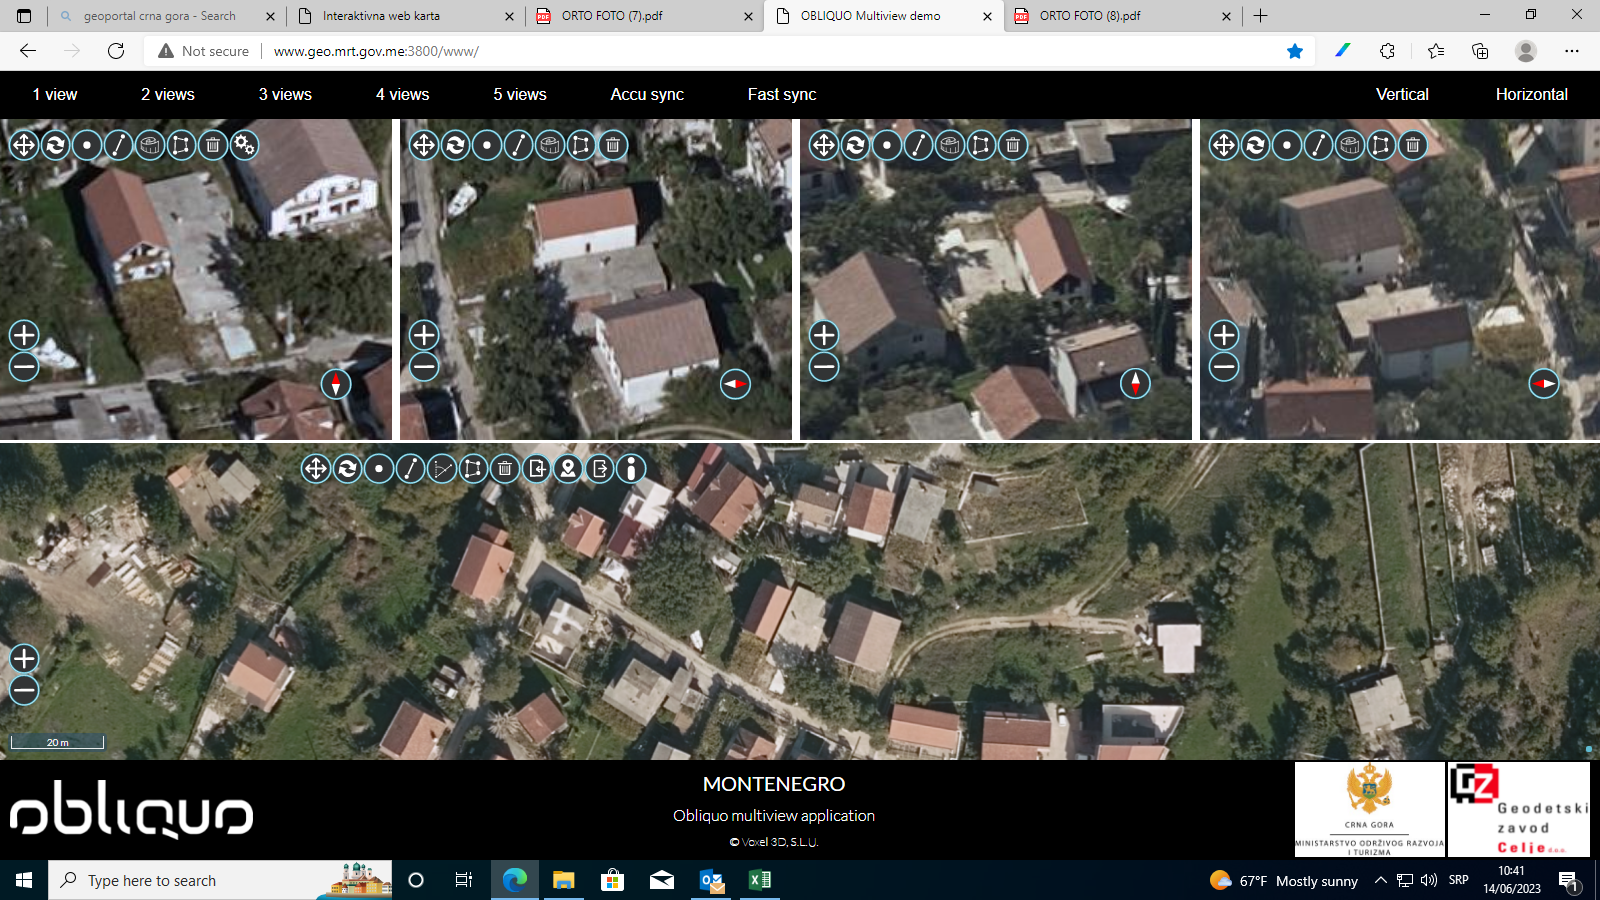 geoportal crna gora - Search
Interaktivna web karta
ORTO FOTO (7).pdf
OBLIQUO Multiview demo
ORTO FOTO (8).pdf
Not secure
www.geo.mrt.gov.me:3800/www/
1 view
2 views
3 views
4 views
5 views
Accu sync
Fast sync
Vertical
Horizontal
20 m
obliquo
MONTENEGRO
Obliquo multiview application
© Voxel 3D, S.L.U.
CRNA GORA
MINISTARSTVO ODRŽIVOG RAZVOJA
I TURIZMA
GZ
Geodetski
zavod
Celje d.o.o.
Type here to search
67°F Mostly sunny
SRP
10:41
14/06/2023
1